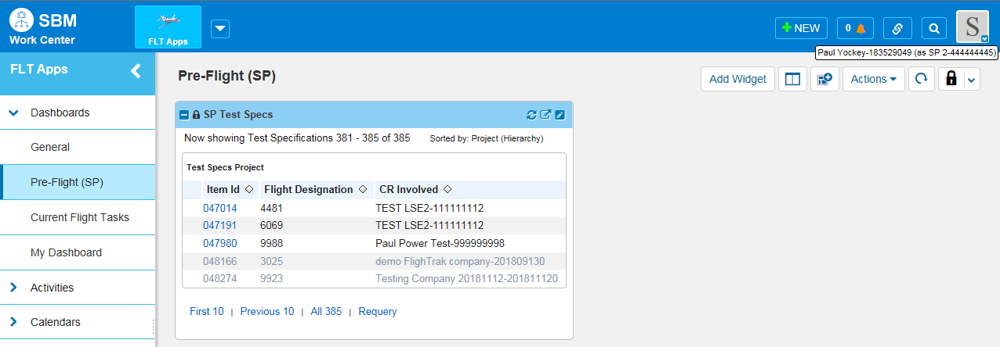 SBM
Work Center
FLT Apps
NEW
0
S
Paul Yockey-183529049 (as SP 2-444444445)
FLT Apps
Dashboards
General
Pre-Flight (SP)
Current Flight Tasks
My Dashboard
Activities
Calendars
Pre-Flight (SP)
Add Widget
Actions
SP Test Specs
Now showing Test Specifications 381 - 385 of 385 Sorted by: Project (Hierarchy)
Test Specs Project
Item Id Flight Designation CR Involved
047014 4481 TEST LSE2-111111112
047191 6069 TEST LSE2-111111112
047980 9988 Paul Power Test-999999998
048166 3025 demo FlighTrak company-201809130
048274 9923 Testing Company 20181112-201811120
First 10 | Previous 10 | All 385 | Requery